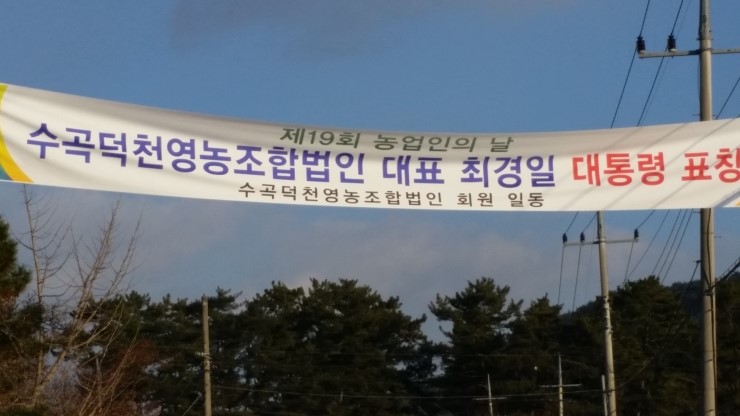 제19회 농업인의 날
수곡덕천영농조합법인 대표 최경일 대통령 표창
수곡덕천영농조합법인 회원 일동